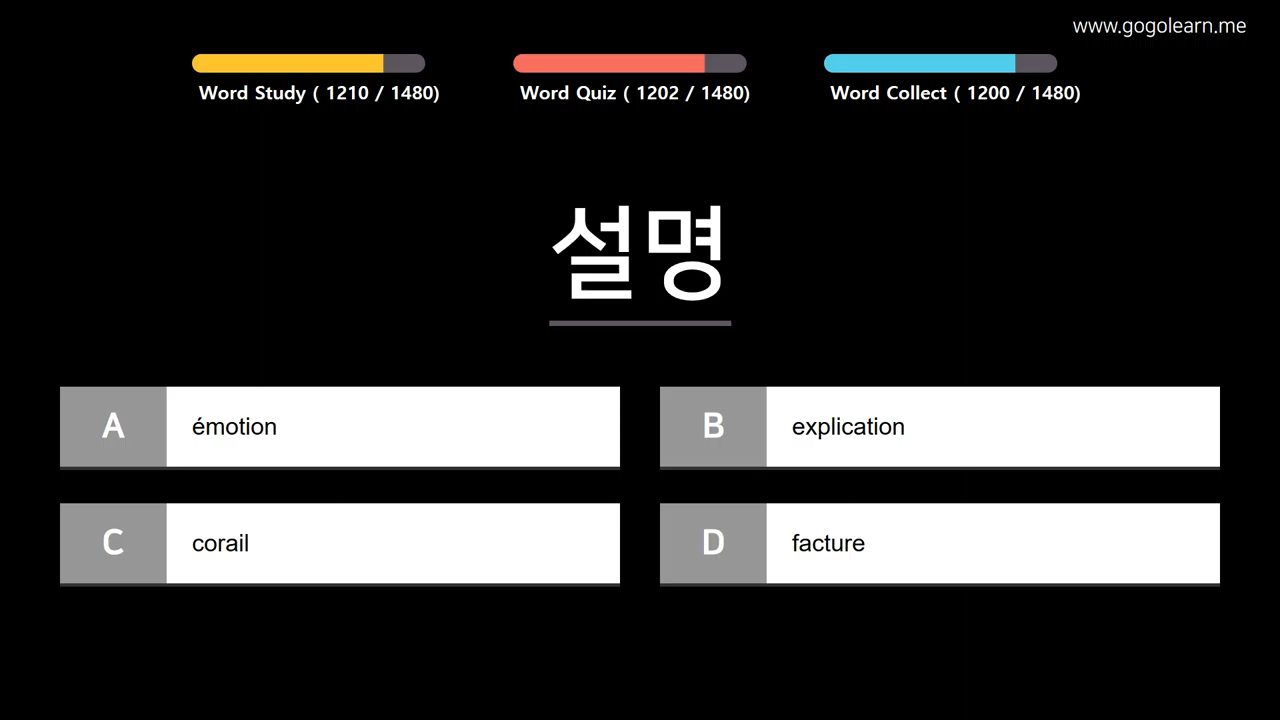 www.gogolearn.me
Word Study ( 1210 / 1480)
Word Quiz ( 1202 / 1480)
Word Collect ( 1200 / 1480)
설명
A émotion
B explication
C corail
D facture